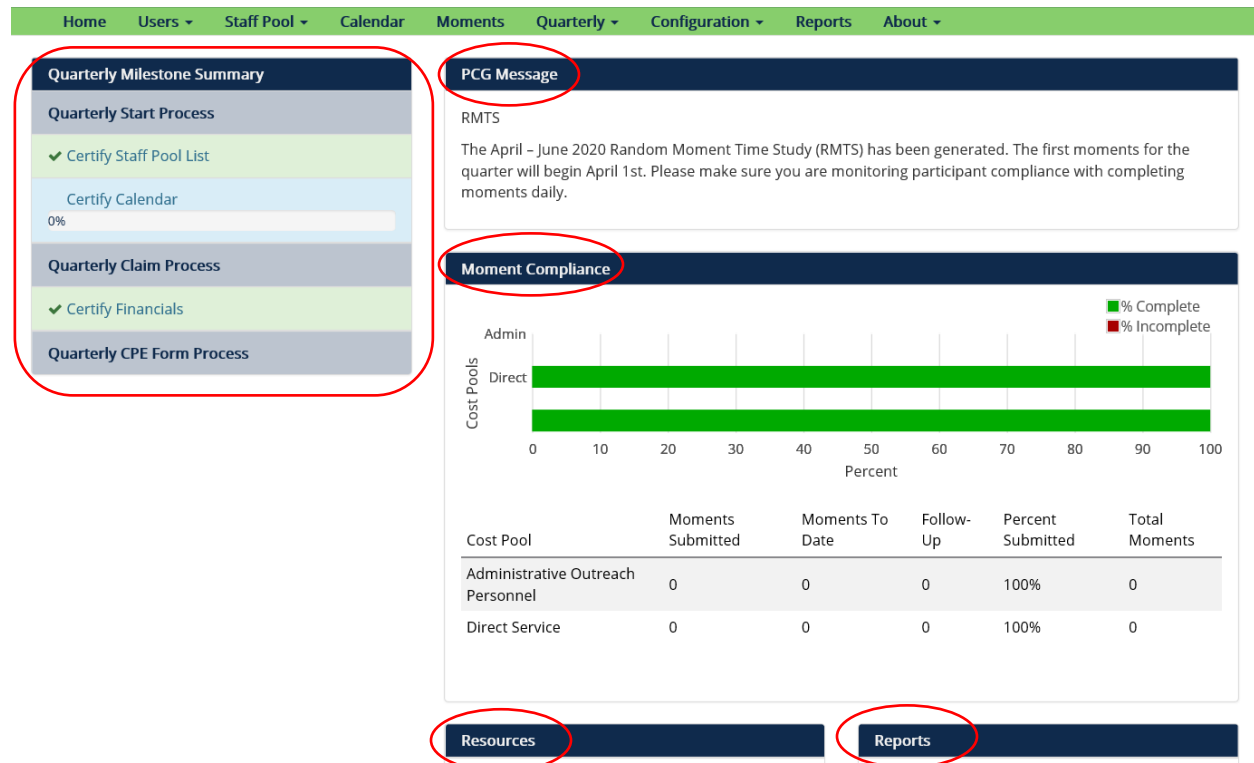 Home Users Staff Pool Calendar Moments Quarterly Configuration Reports About
Quarterly Milestone Summary
Quarterly Start Process
Certify Staff Pool List
Certify Calendar
0%
Quarterly Claim Process
Certify Financials
Quarterly CPE Form Process
PCG Message
RMTS
The April – June 2020 Random Moment Time Study (RMTS) has been generated. The first moments for the
quarter will begin April 1st. Please make sure you are monitoring participant compliance with completing
moments daily.
Moment Compliance
% Complete
% Incomplete
Admin
Direct
Cost Pools
0 10 20 30 40 50 60 70 80 90 100
Percent
Cost Pool Moments Submitted Moments To Date Follow-Up Percent Submitted Total Moments
Administrative Outreach Personnel 0 0 0 100% 0
Direct Service 0 0 0 100% 0
Resources
Reports